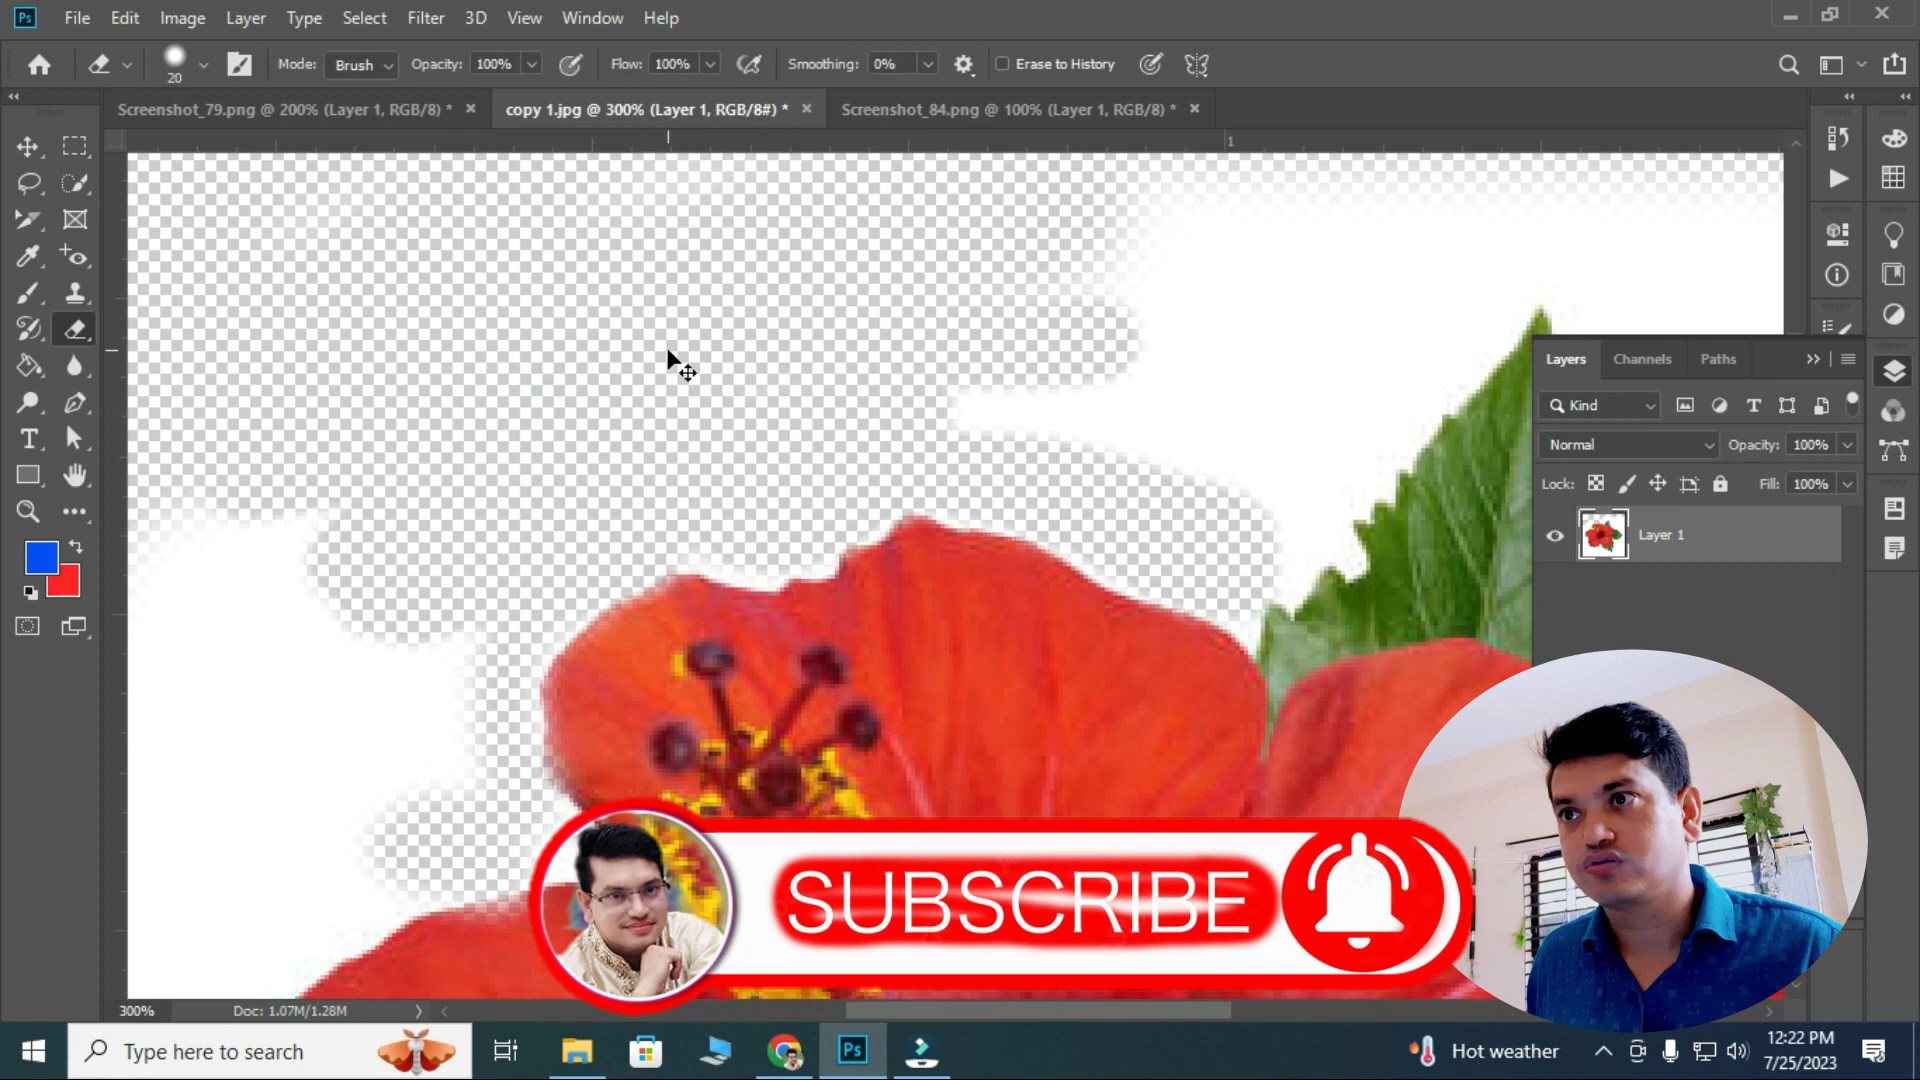 Ps File Edit Image Layer Type Select Filter 3D View Window Help
20 Mode: Brush Opacity: 100% Flow: 100% Smoothing: 0% Erase to History
Screenshot_79.png @ 200% (Layer 1, RGB/8) * × copy 1.jpg @ 300% (Layer 1, RGB/8#) * × Screenshot_84.png @ 100% (Layer 1, RGB/8) * ×
1
Layers Channels Paths
Kind
Normal Opacity: 100%
Lock: Fill: 100%
Layer 1
SUBSCRIBE
300% Doc: 1.07M/1.28M
Type here to search Ps Hot weather 12:22 PM
7/25/2023